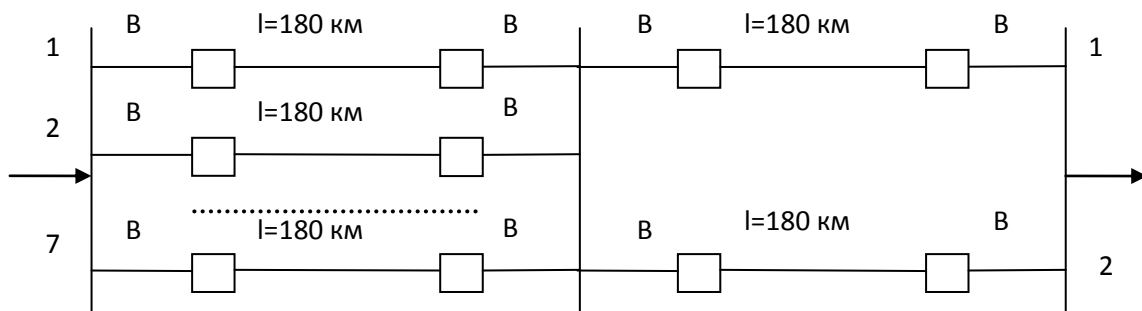 В l=180 км В В l=180 км В
1 1
В l=180 км В
2
7 В l=180 км В В l=180 км В
2